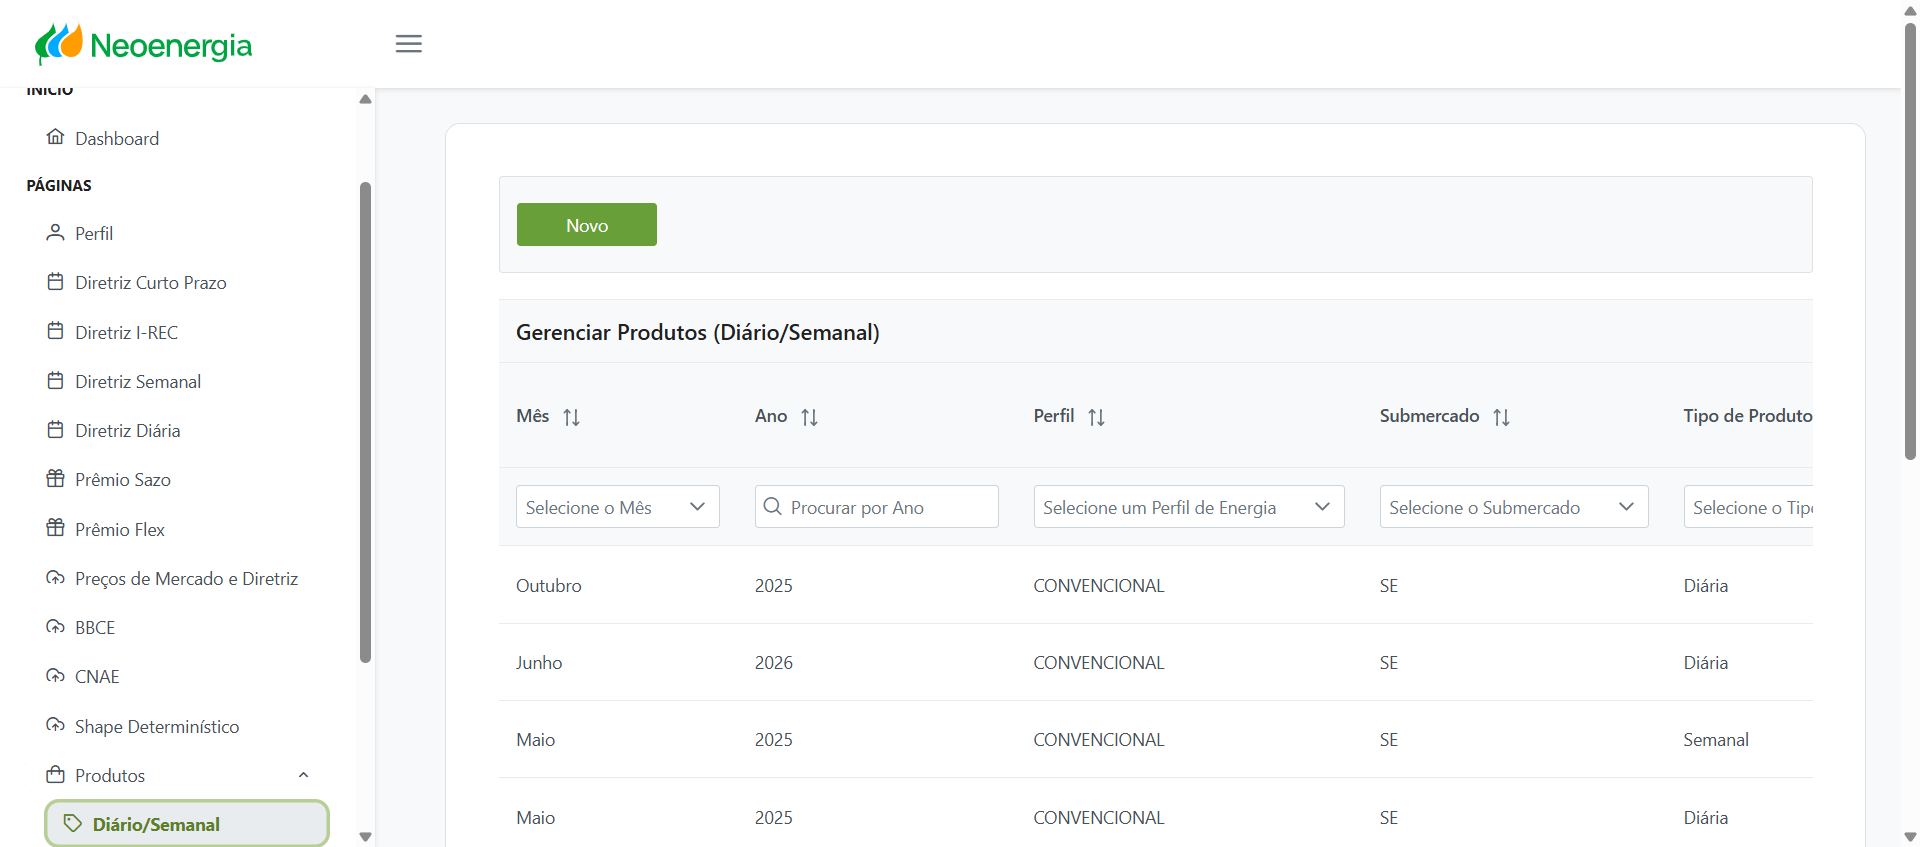 Neoenergia
INÍCIO
Dashboard
PÁGINAS
Perfil
Diretriz Curto Prazo
Diretriz I-REC
Diretriz Semanal
Diretriz Diária
Prêmio Sazo
Prêmio Flex
Preços de Mercado e Diretriz
BBCE
CNAE
Shape Determinístico
Produtos
Diário/Semanal
Novo
Gerenciar Produtos (Diário/Semanal)
Mês Ano Perfil Submercado Tipo de Produto
Selecione o Mês Procurar por Ano Selecione um Perfil de Energia Selecione o Submercado Selecione o Tipo
Outubro 2025 CONVENCIONAL SE Diária
Junho 2026 CONVENCIONAL SE Diária
Maio 2025 CONVENCIONAL SE Semanal
Maio 2025 CONVENCIONAL SE Diária